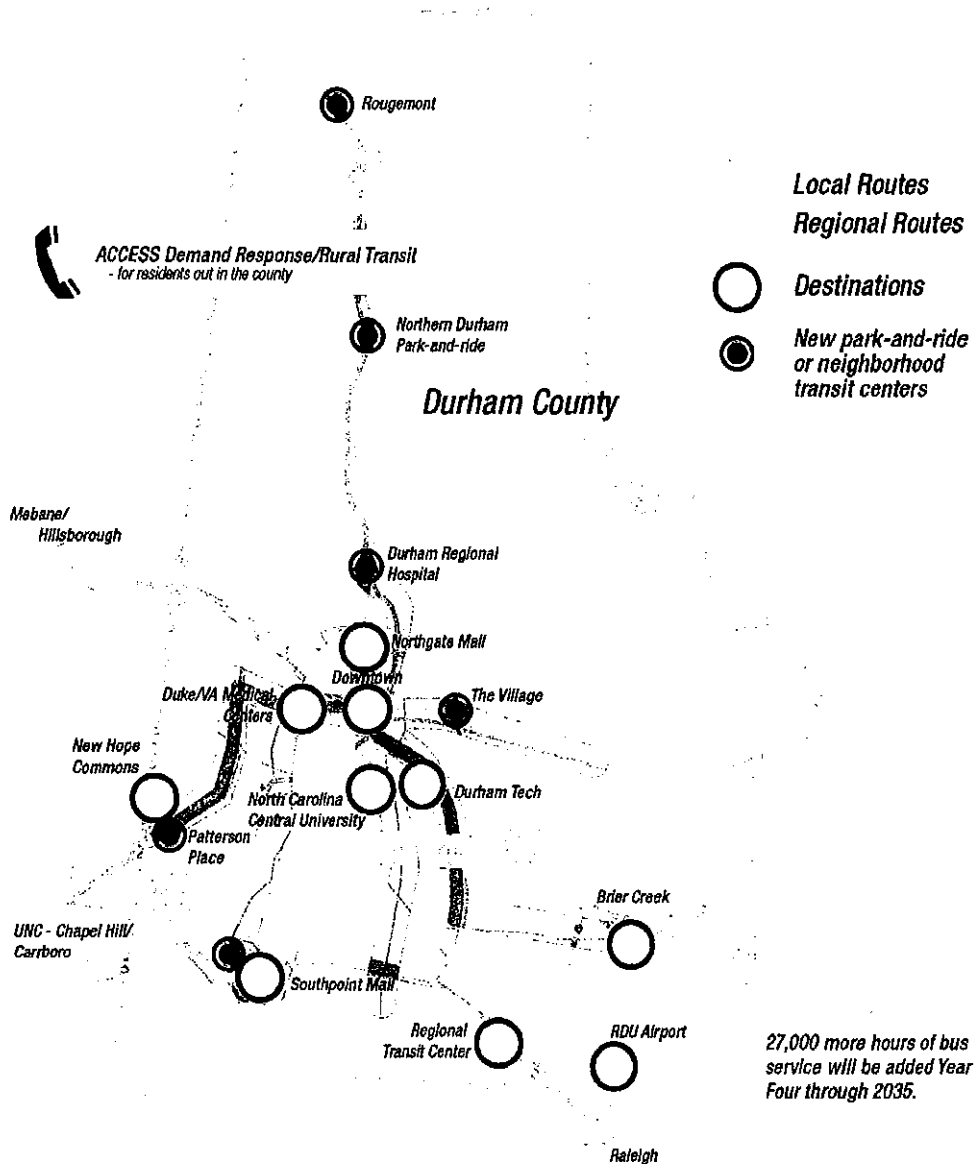 Rougemont
Local Routes
Regional Routes
ACCESS Demand Response/Rural Transit
- for residents out in the county
Destinations
Northern Durham
Park-and-ride
New park-and-ride
or neighborhood
transit centers
Durham County
Mebane/
Hillsborough
Durham Regional
Hospital
Northgate Mall
Downtown
Duke/VA Medical
Centers
The Village
New Hope
Commons
North Carolina
Central University
Durham Tech
Patterson
Place
Brier Creek
UNC - Chapel Hill/
Carrboro
Southpoint Mall
Regional
Transit Center
RDU Airport
27,000 more hours of bus
service will be added Year
Four through 2035.
Raleigh